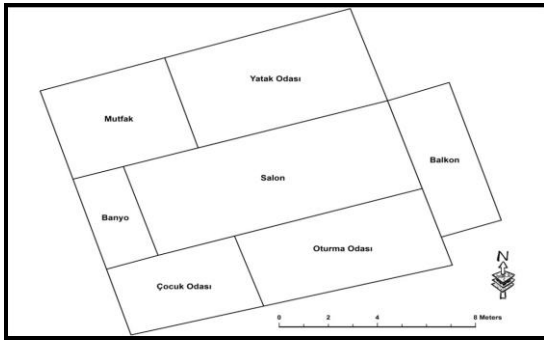 Yatak Odası
Mutfak
Balkon
Salon
Banyo
Oturma Odası
Çocuk Odası
N
0 2 4 8 Meters